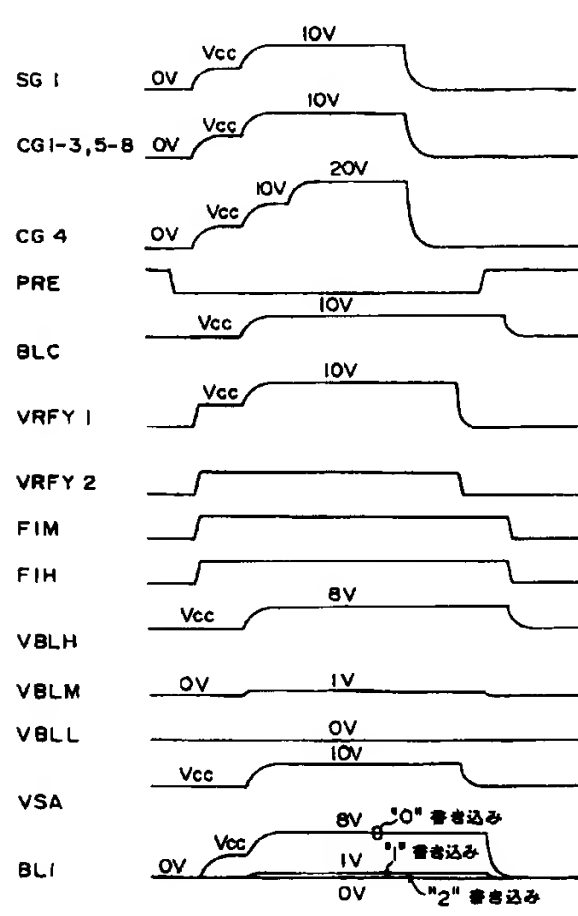 10V
Vcc
SG 1 0V
10V
Vcc
CG1-3,5-8 0V
20V
10V
Vcc
CG 4 0V
PRE
10V
Vcc
BLC
10V
Vcc
VRFY 1
VRFY 2
FIM
FIH
8V
Vcc
VBLH
0V 1V
VBLM
VBLL 0V
10V
Vcc
VSA
8V "0" 書き込み
Vcc "1" 書き込み
BLi 0V 1V
0V "2" 書き込み